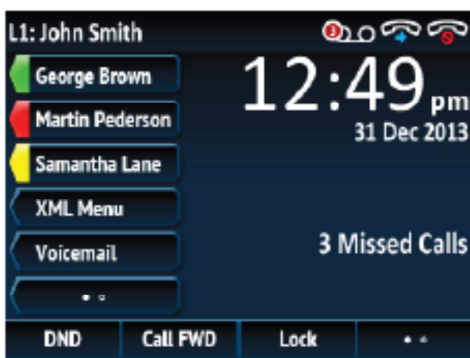 L1: John Smith
3
12:49 pm
31 Dec 2013
George Brown
Martin Pederson
Samantha Lane
XML Menu
Voicemail
3 Missed Calls
DND
Call FWD
Lock